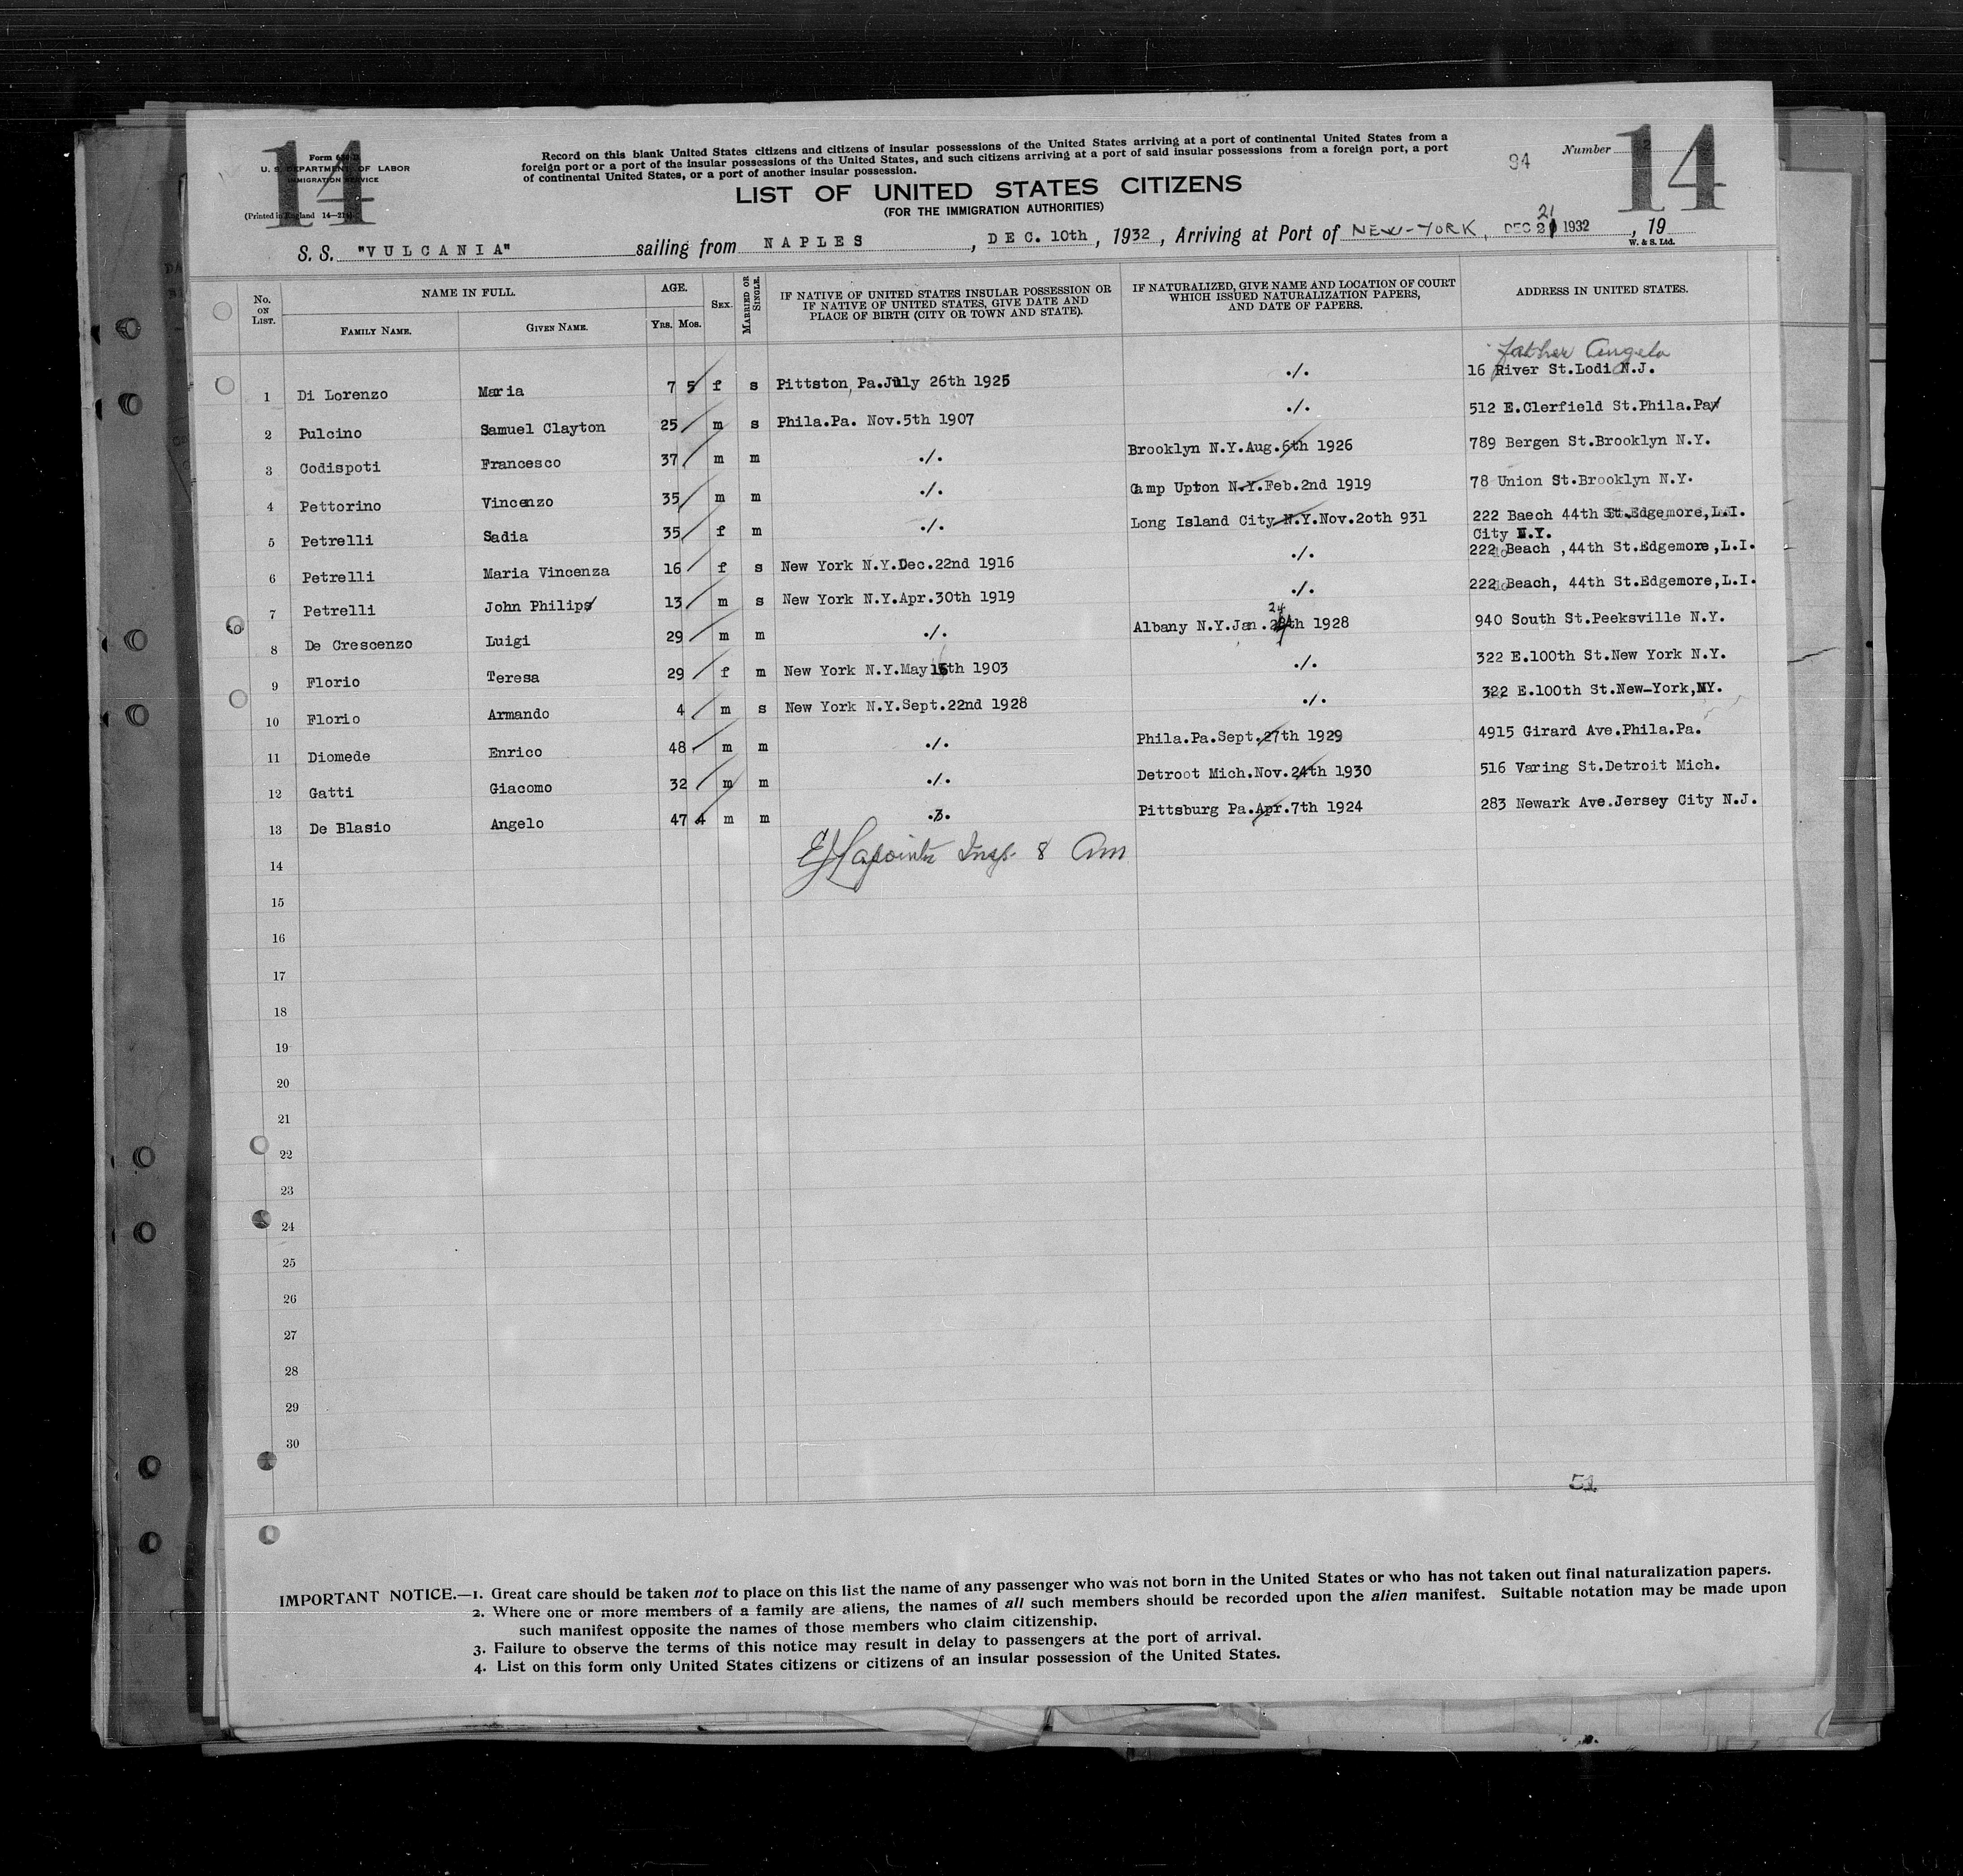 14
Form 630 B
U. S. DEPARTMENT OF LABOR
IMMIGRATION SERVICE
(Printed in England 14—21
Record on this blank United States citizens and citizens of insular possessions of the United States arriving at a port of continental United States from a
foreign port or a port of the insular possessions of the United States, and such citizens arriving at a port of said insular possessions from a foreign port, a port
of continental United States, or a port of another insular possession.
94
Number 2
14
LIST OF UNITED STATES CITIZENS
(FOR THE IMMIGRATION AUTHORITIES)
S. S. "VULCANIA" sailing from NAPLES, DEC. 10th, 1932, Arriving at Port of NEW-YORK, DEC 21 1932, 19
21
W. & S. Ltd.
No. ON LIST. NAME IN FULL. AGE. SEX. MARRIED OR SINGLE. IF NATIVE OF UNITED STATES INSULAR POSSESSION OR IF NATIVE OF UNITED STATES, GIVE DATE AND PLACE OF BIRTH (CITY OR TOWN AND STATE). IF NATURALIZED, GIVE NAME AND LOCATION OF COURT WHICH ISSUED NATURALIZATION PAPERS, AND DATE OF PAPERS. ADDRESS IN UNITED STATES.
FAMILY NAME. GIVEN NAME. YRS. MOS.
father Angelo
1 Di Lorenzo Maria 7 5 f s Pittston, Pa.July 26th 1925 ./. 16 River St.Lodi N.J.
2 Pulcino Samuel Clayton 25 m s Phila.Pa. Nov.5th 1907 ./. 512 E.Clerfield St.Phila.Pa
3 Codispoti Francesco 37 m m ./. Brooklyn N.Y.Aug.6th 1926 789 Bergen St.Brooklyn N.Y.
4 Pettorino Vincenzo 35 m m ./. Camp Upton N.Y.Feb.2nd 1919 78 Union St.Brooklyn N.Y.
5 Petrelli Sadia 35 f m ./. Long Island City N.Y.Nov.2oth 931 222 Baech 44th St.Edgemore,L.I.
City N.Y.
6 Petrelli Maria Vincenza 16 f s New York N.Y.Dec.22nd 1916 ./. 222 Beach ,44th St.Edgemore,L.I.
7 Petrelli John Philips 13 m s New York N.Y.Apr.30th 1919 ./. 222 Beach, 44th St.Edgemore,L.I.
24
8 De Crescenzo Luigi 29 m m ./. Albany N.Y.Jan.24th 1928 940 South St.Peeksville N.Y.
9 Florio Teresa 29 f m New York N.Y.May 15th 1903 ./. 322 E.100th St.New York N.Y.
10 Florio Armando 4 m s New York N.Y.Sept.22nd 1928 ./. 322 E.100th St.New-York,NY.
11 Diomede Enrico 48 m m ./. Phila.Pa.Sept.27th 1929 4915 Girard Ave.Phila.Pa.
12 Gatti Giacomo 32 m m ./. Detroot Mich.Nov.24th 1930 516 Varing St.Detroit Mich.
13 De Blasio Angelo 47 4 m m ./. Pittsburg Pa.Apr.7th 1924 283 Newark Ave.Jersey City N.J.
14 EJ Lapointe Insp. 8 Am
15
16
17
18
19
20
21
22
23
24
25
26
27
28
29
30
51
IMPORTANT NOTICE.—1. Great care should be taken not to place on this list the name of any passenger who was not born in the United States or who has not taken out final naturalization papers.
2. Where one or more members of a family are aliens, the names of all such members should be recorded upon the alien manifest. Suitable notation may be made upon
such manifest opposite the names of those members who claim citizenship.
3. Failure to observe the terms of this notice may result in delay to passengers at the port of arrival.
4. List on this form only United States citizens or citizens of an insular possession of the United States.